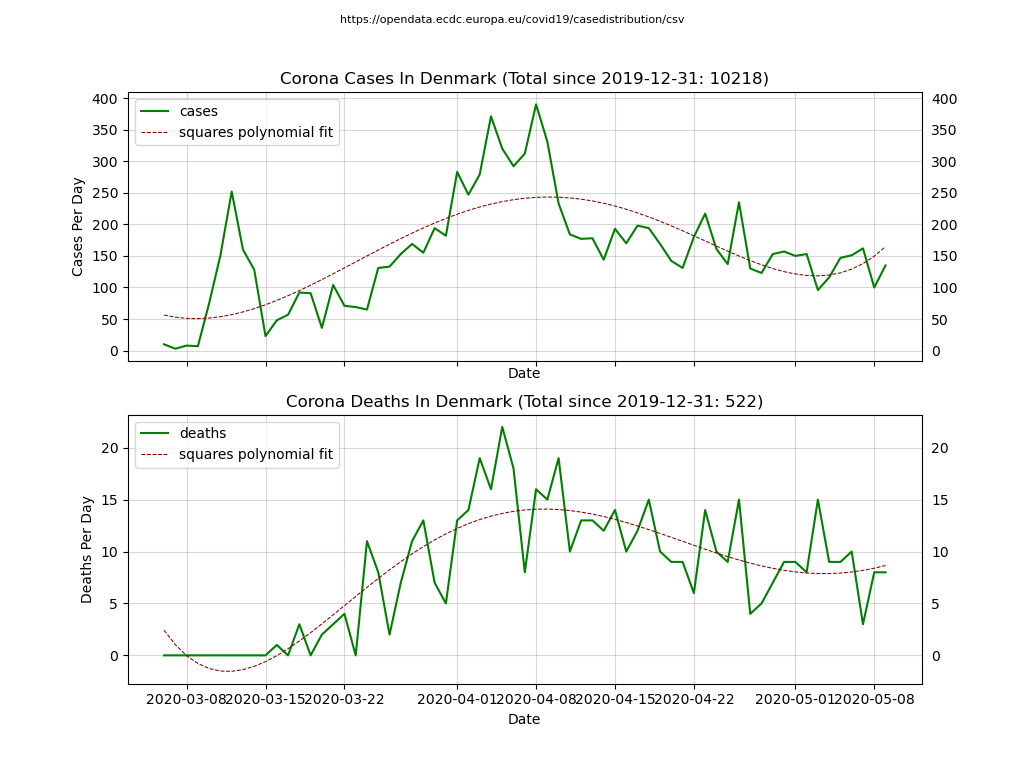 https://opendata.ecdc.europa.eu/covid19/casedistribution/csv
Corona Cases In Denmark (Total since 2019-12-31: 10218)
cases
squares polynomial fit
Cases Per Day
400
350
300
250
200
150
100
50
0
400
350
300
250
200
150
100
50
0
Date
Corona Deaths In Denmark (Total since 2019-12-31: 522)
deaths
squares polynomial fit
Deaths Per Day
20
15
10
5
0
20
15
10
5
0
2020-03-08 2020-03-15 2020-03-22 2020-04-01 2020-04-08 2020-04-15 2020-04-22 2020-05-01 2020-05-08
Date